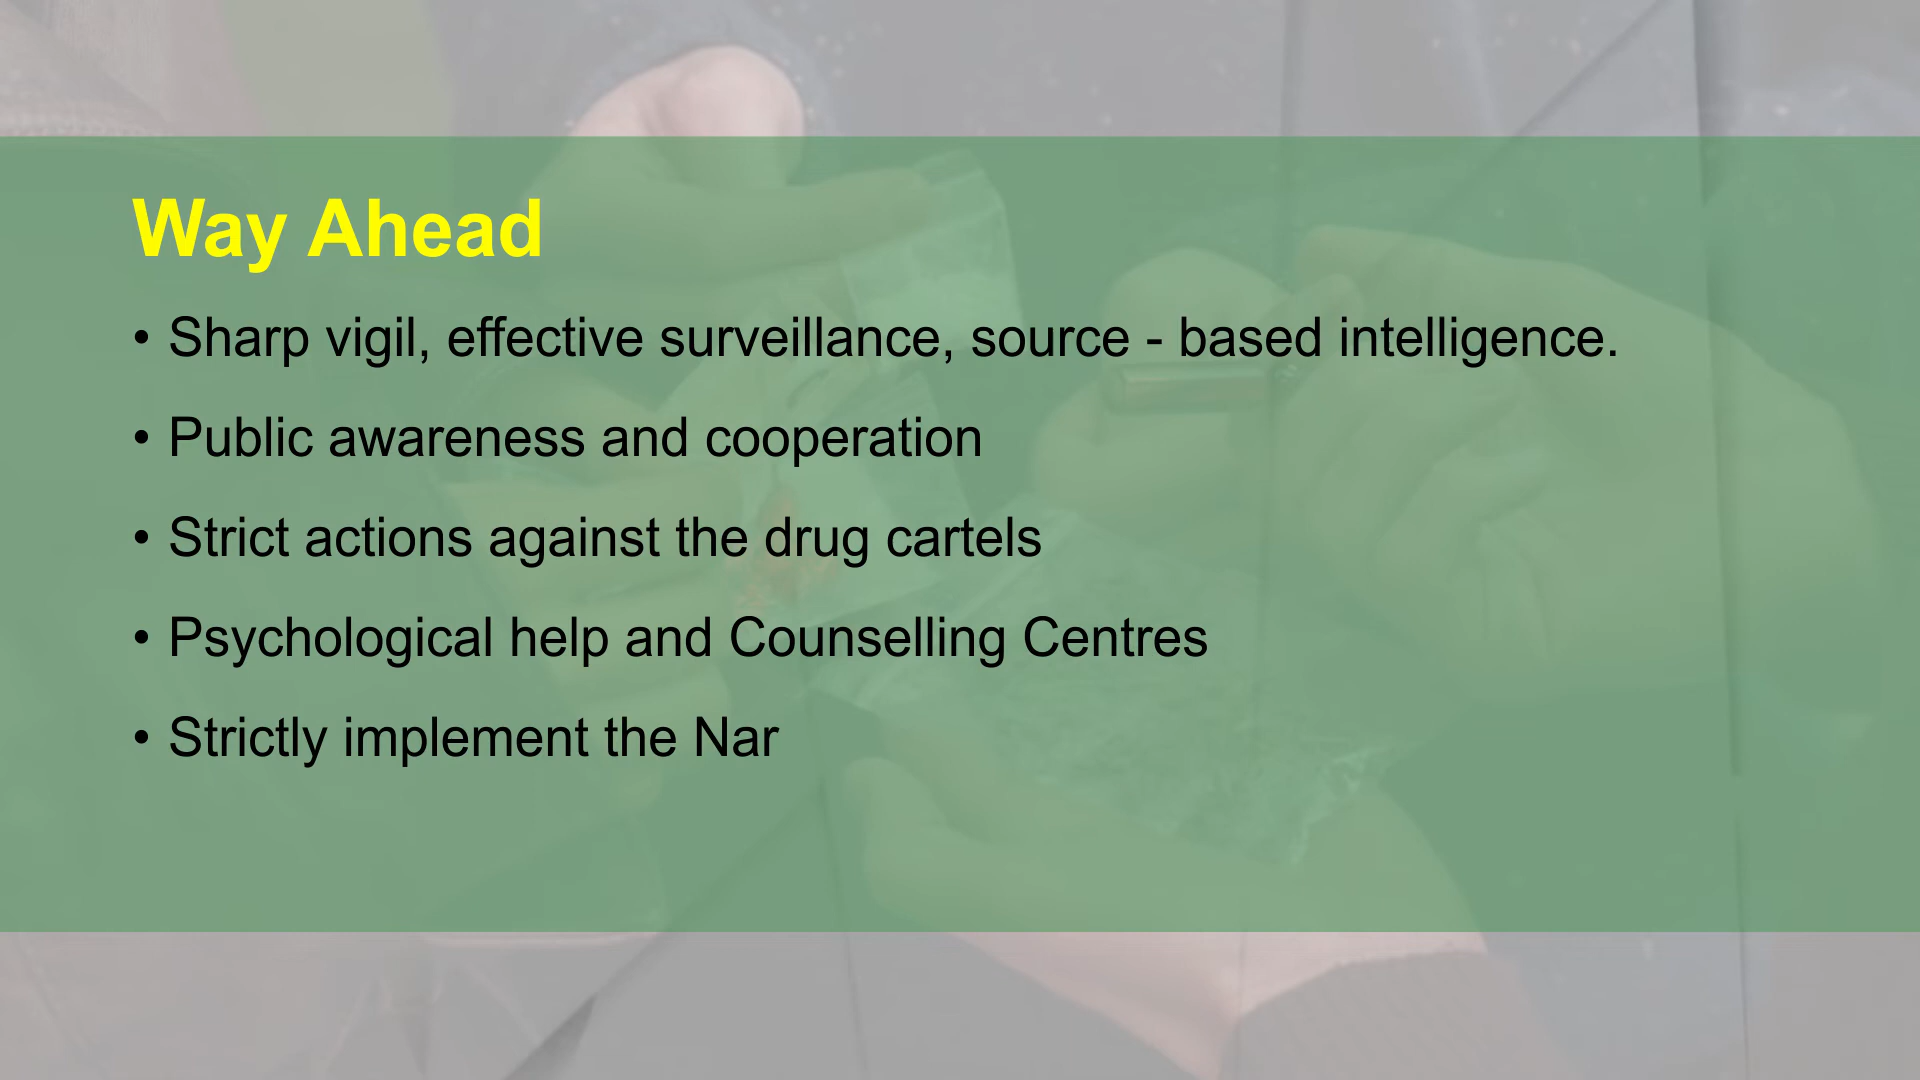 Way Ahead
• Sharp vigil, effective surveillance, source - based intelligence.
• Public awareness and cooperation
• Strict actions against the drug cartels
• Psychological help and Counselling Centres
• Strictly implement the Nar